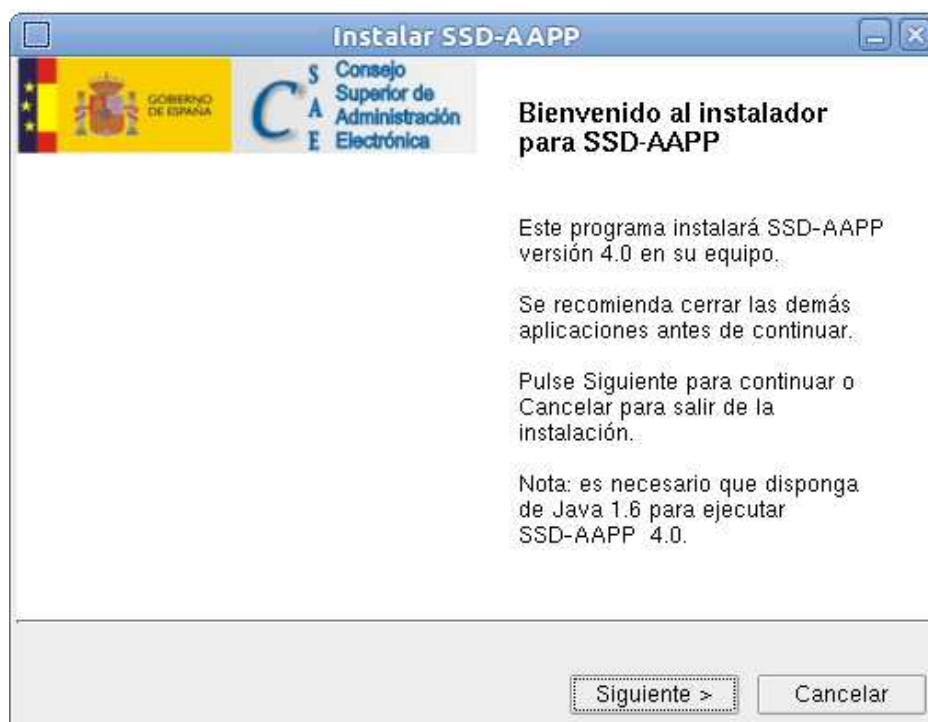 Instalar SSD-AAPP
GOBIERNO
DE ESPAÑA
C
S
A
E
Consejo
Superior de
Administración
Electrónica
Bienvenido al instalador
para SSD-AAPP
Este programa instalará SSD-AAPP
versión 4.0 en su equipo.
Se recomienda cerrar las demás
aplicaciones antes de continuar.
Pulse Siguiente para continuar o
Cancelar para salir de la
instalación.
Nota: es necesario que disponga
de Java 1.6 para ejecutar
SSD-AAPP 4.0.
Siguiente >
Cancelar